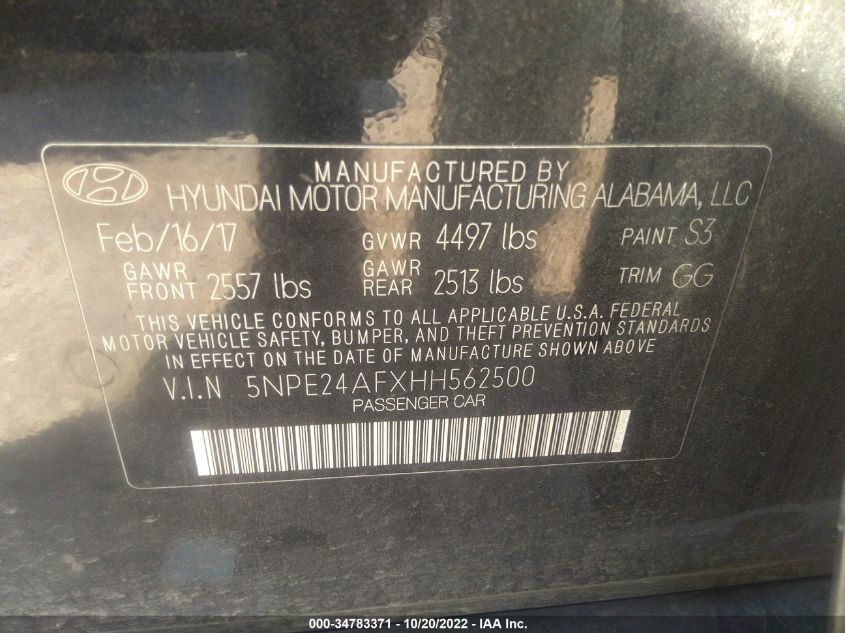 MANUFACTURED BY
HYUNDAI MOTOR MANUFACTURING ALABAMA, LLC
Feb/16/17 GVWR 4497 lbs PAINT S3
GAWR FRONT 2557 lbs GAWR REAR 2513 lbs TRIM GG
THIS VEHICLE CONFORMS TO ALL APPLICABLE U.S.A. FEDERAL
MOTOR VEHICLE SAFETY, BUMPER, AND THEFT PREVENTION STANDARDS
IN EFFECT ON THE DATE OF MANUFACTURE SHOWN ABOVE
V.I.N 5NPE24AFXHH562500
PASSENGER CAR
000-34783371 - 10/20/2022 - IAA Inc.